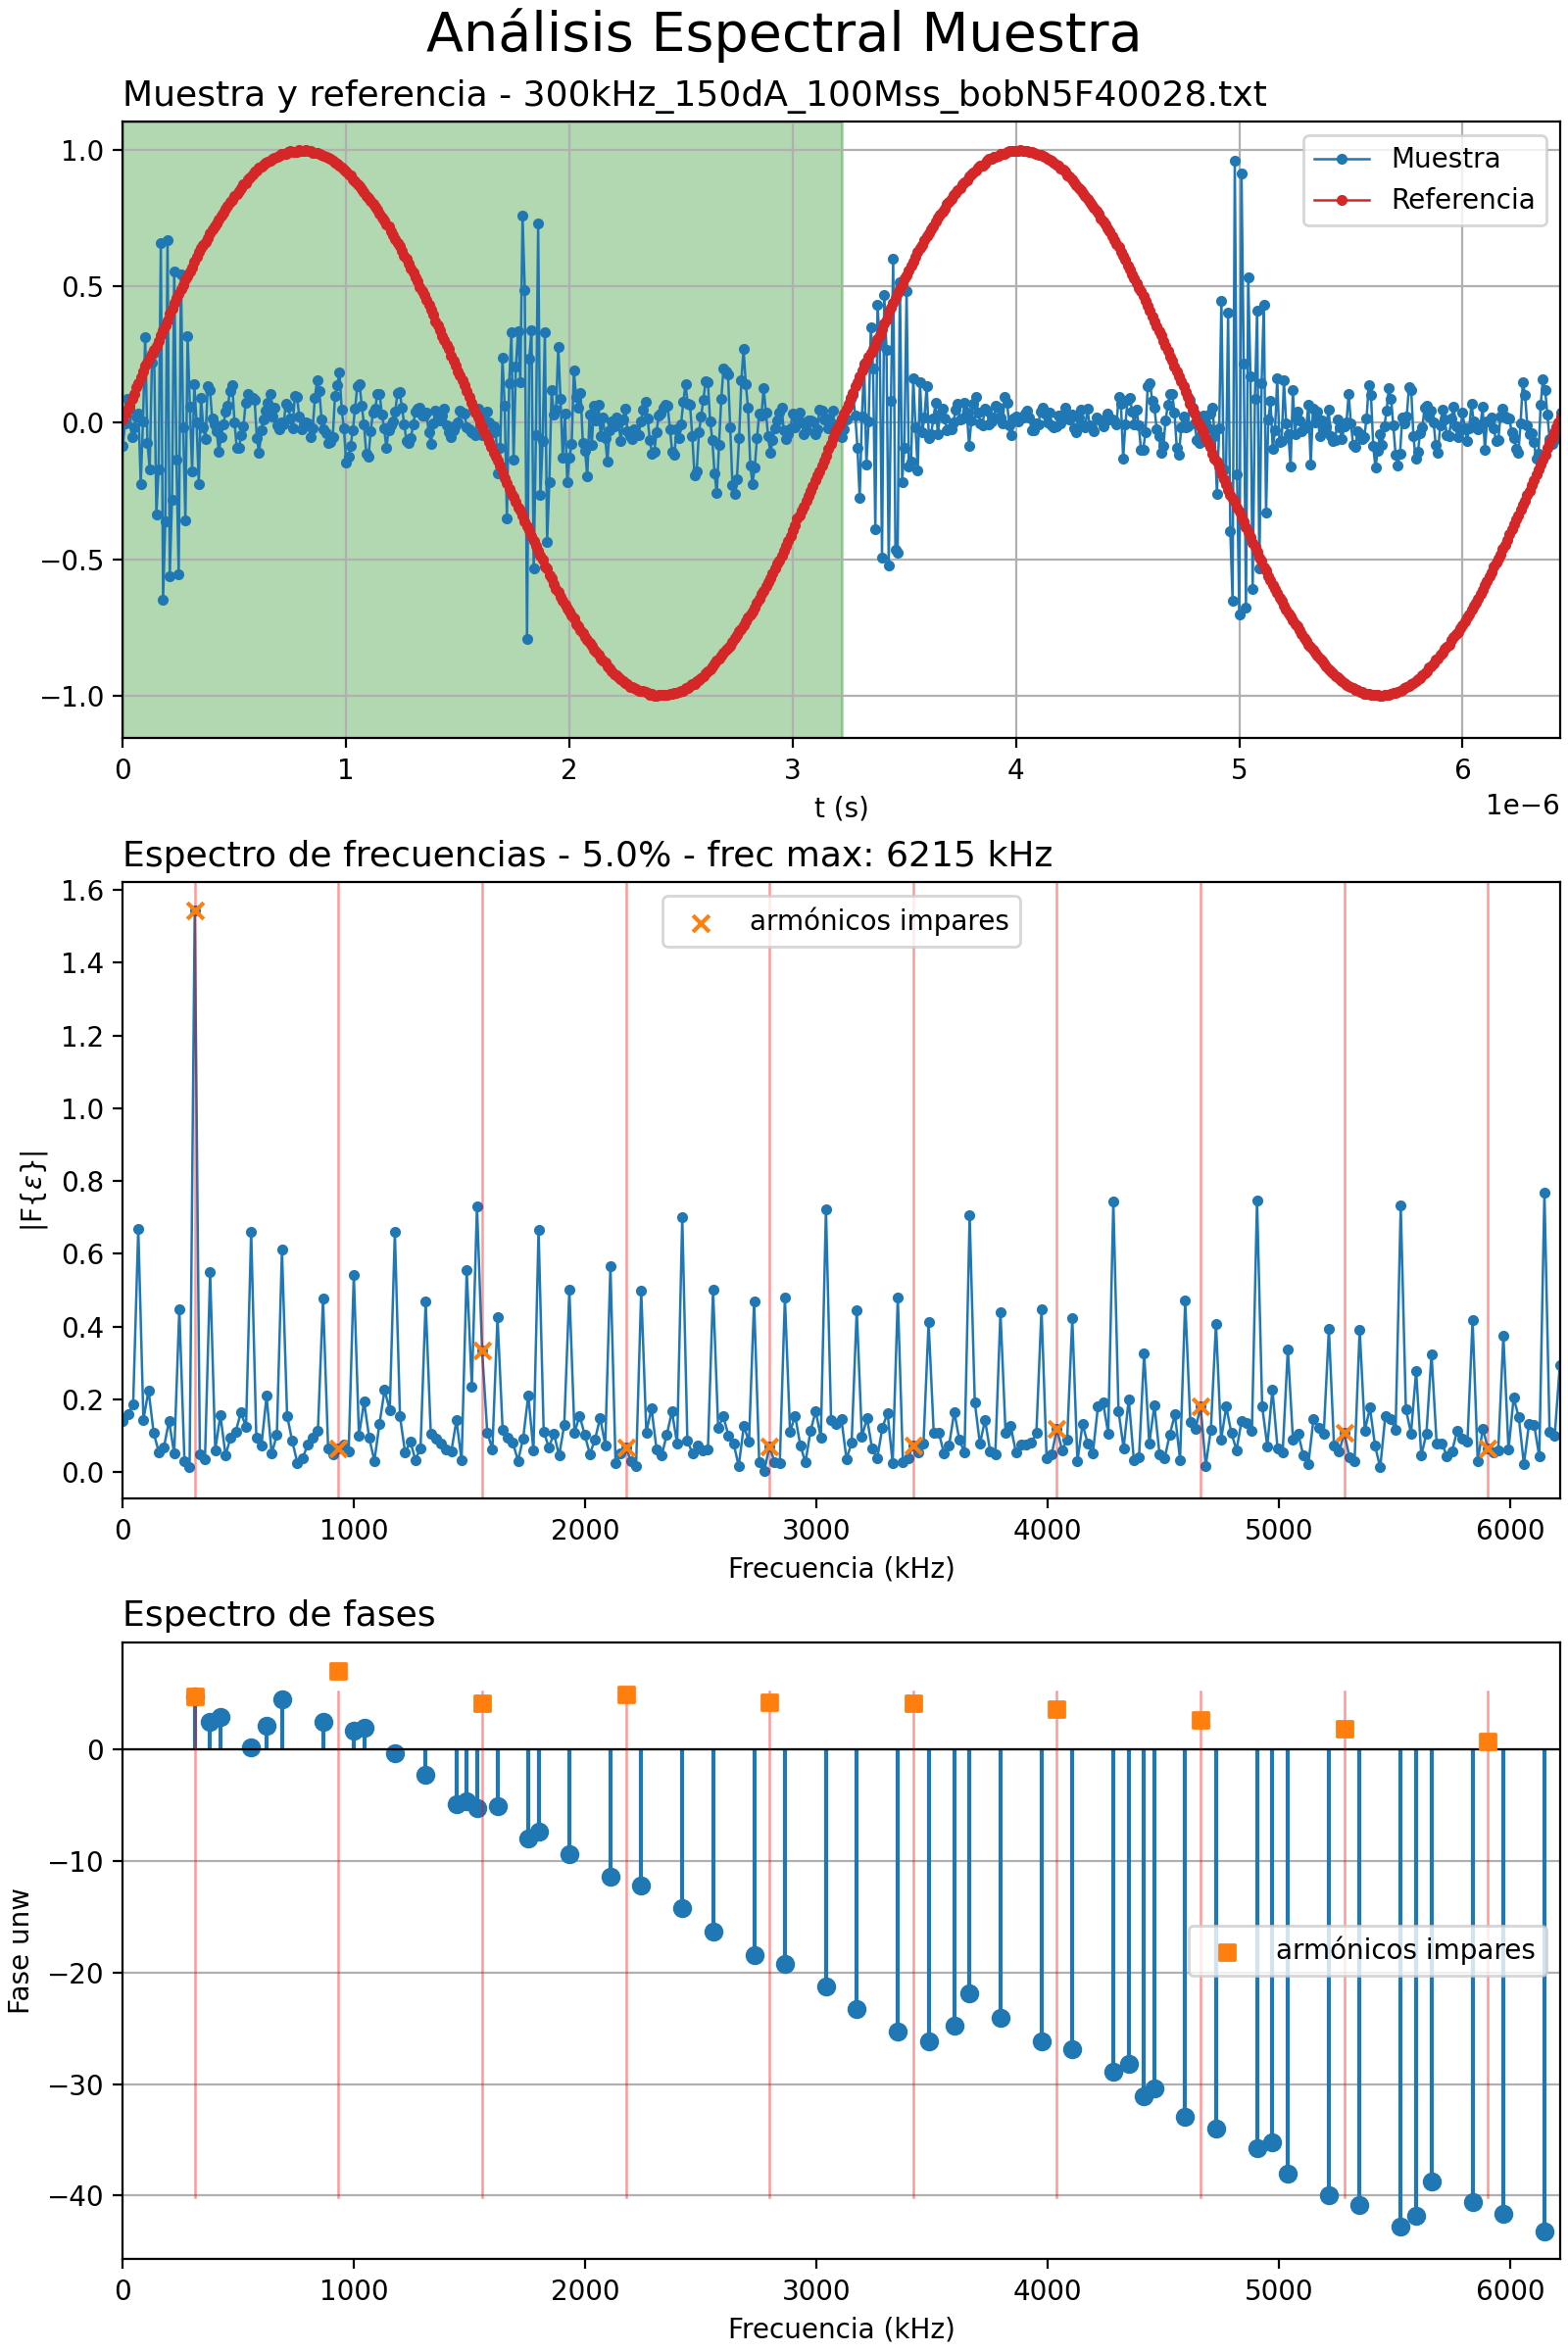 Análisis Espectral Muestra
Muestra y referencia - 300kHz_150dA_100Mss_bobN5F40028.txt
1.0
0.5
0.0
−0.5
−1.0
Muestra
Referencia
0 1 2 3 4 5 6
t (s)
1e−6
Espectro de frecuencias - 5.0% - frec max: 6215 kHz
1.6
1.4
1.2
1.0
0.8
0.6
0.4
0.2
0.0
|F{ε}|
armónicos impares
0 1000 2000 3000 4000 5000 6000
Frecuencia (kHz)
Espectro de fases
0
−10
−20
−30
−40
Fase unw
armónicos impares
0 1000 2000 3000 4000 5000 6000
Frecuencia (kHz)